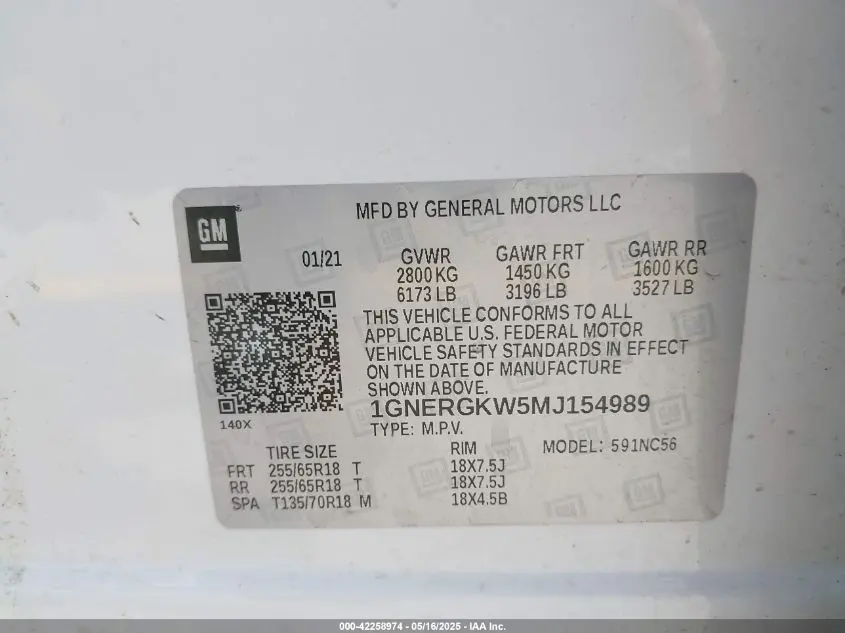 GM
MFD BY GENERAL MOTORS LLC
01/21
GVWR GAWR FRT GAWR RR
2800 KG 1450 KG 1600 KG
6173 LB 3196 LB 3527 LB
THIS VEHICLE CONFORMS TO ALL
APPLICABLE U.S. FEDERAL MOTOR
VEHICLE SAFETY STANDARDS IN EFFECT
ON THE DATE OF MANUFACTURE
SHOWN ABOVE.
1GNERGKW5MJ154989
140X
TYPE: M.P.V.
TIRE SIZE RIM MODEL: 591NC56
FRT 255/65R18 T 18X7.5J
RR 255/65R18 T 18X7.5J
SPA T135/70R18 M 18X4.5B
000-42258974 - 05/16/2025 - IAA Inc.